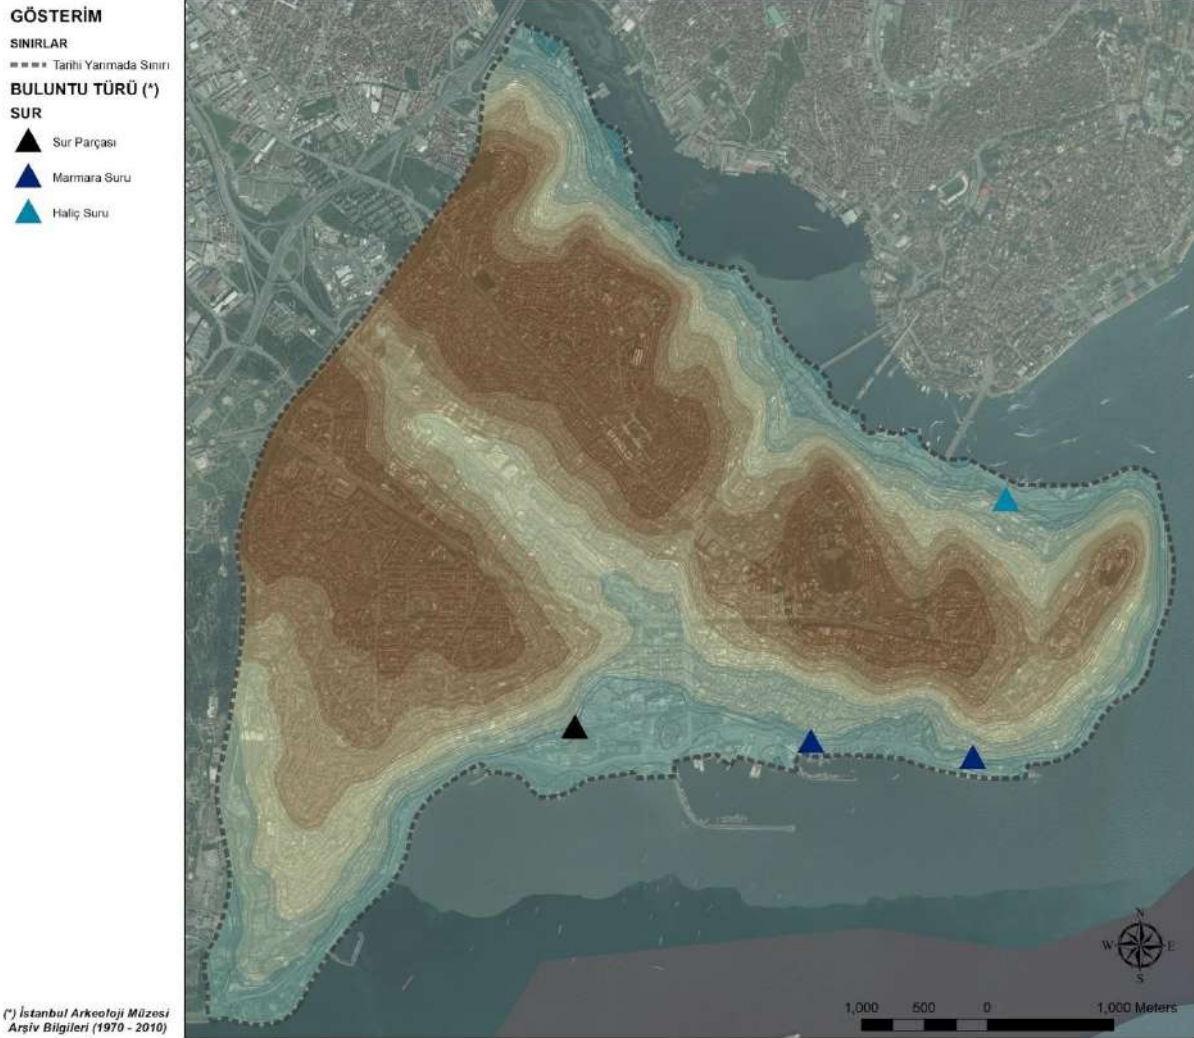 GÖSTERİM
SINIRLAR
Tarihi Yarımada Sınırı
BULUNTU TÜRÜ (*)
SUR
Sur Parçası
Marmara Suru
Haliç Suru
N
W E
S
1,000 500 0 1,000 Meters
(*) İstanbul Arkeoloji Müzesi
Arşiv Bilgileri (1970 - 2010)